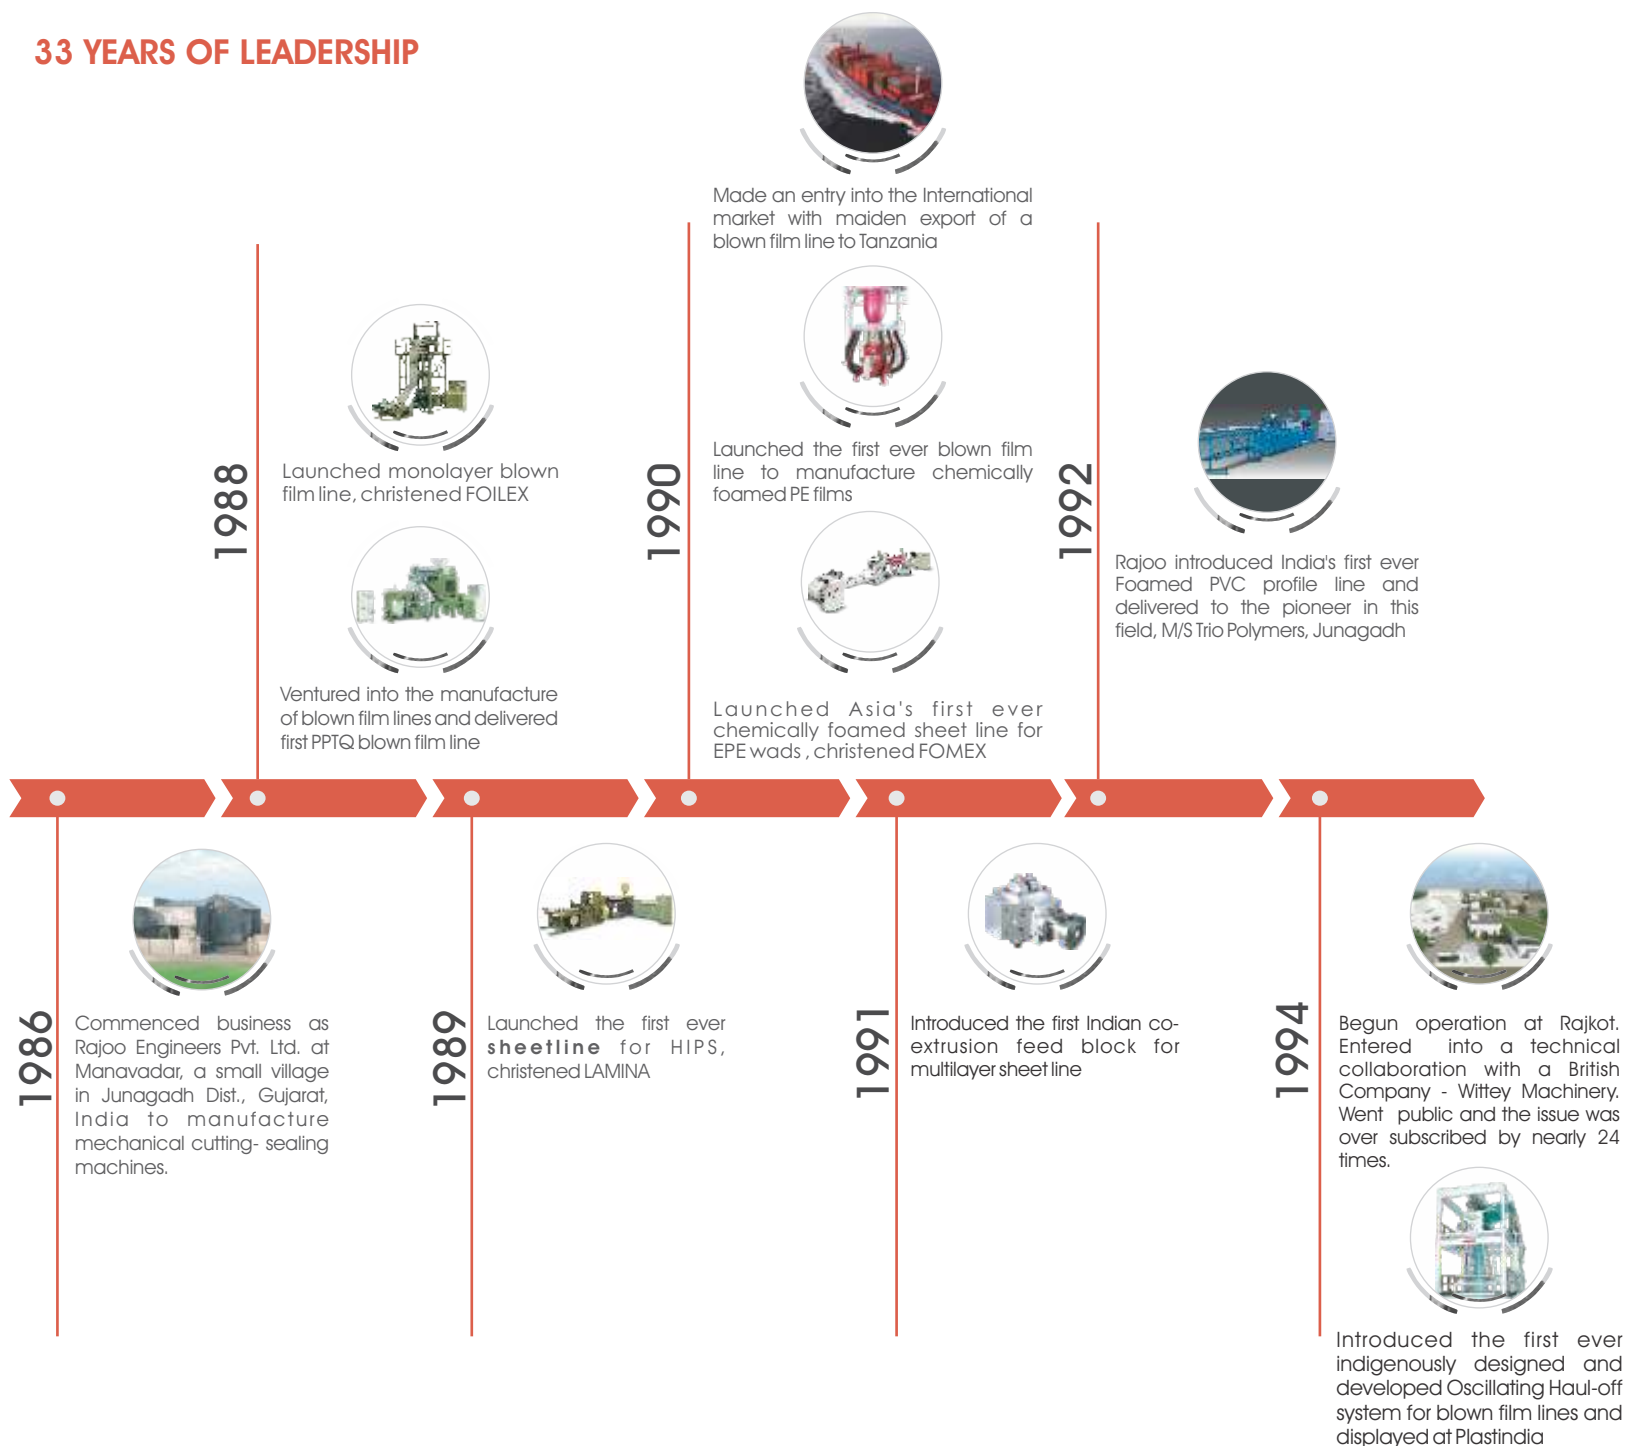 33 YEARS OF LEADERSHIP
1986
Commenced business as
Rajoo Engineers Pvt. Ltd. at
Manavadar, a small village
in Junagadh Dist., Gujarat,
India to manufacture
mechanical cutting- sealing
machines.
1988
Launched monolayer blown
film line, christened FOILEX
Ventured into the manufacture
of blown film lines and delivered
first PPTQ blown film line
1989
Launched the first ever
sheetline for HIPS,
christened LAMINA
1990
Made an entry into the International
market with maiden export of a
blown film line to Tanzania
Launched the first ever blown film
line to manufacture chemically
foamed PE films
Launched Asia's first ever
chemically foamed sheet line for
EPE wads , christened FOMEX
1991
Introduced the first Indian co-
extrusion feed block for
multilayer sheet line
1992
Rajoo introduced India's first ever
Foamed PVC profile line and
delivered to the pioneer in this
field, M/S Trio Polymers, Junagadh
1994
Begun operation at Rajkot.
Entered into a technical
collaboration with a British
Company - Wittey Machinery.
Went public and the issue was
over subscribed by nearly 24
times.
Introduced the first ever
indigenously designed and
developed Oscillating Haul-off
system for blown film lines and
displayed at Plastindia